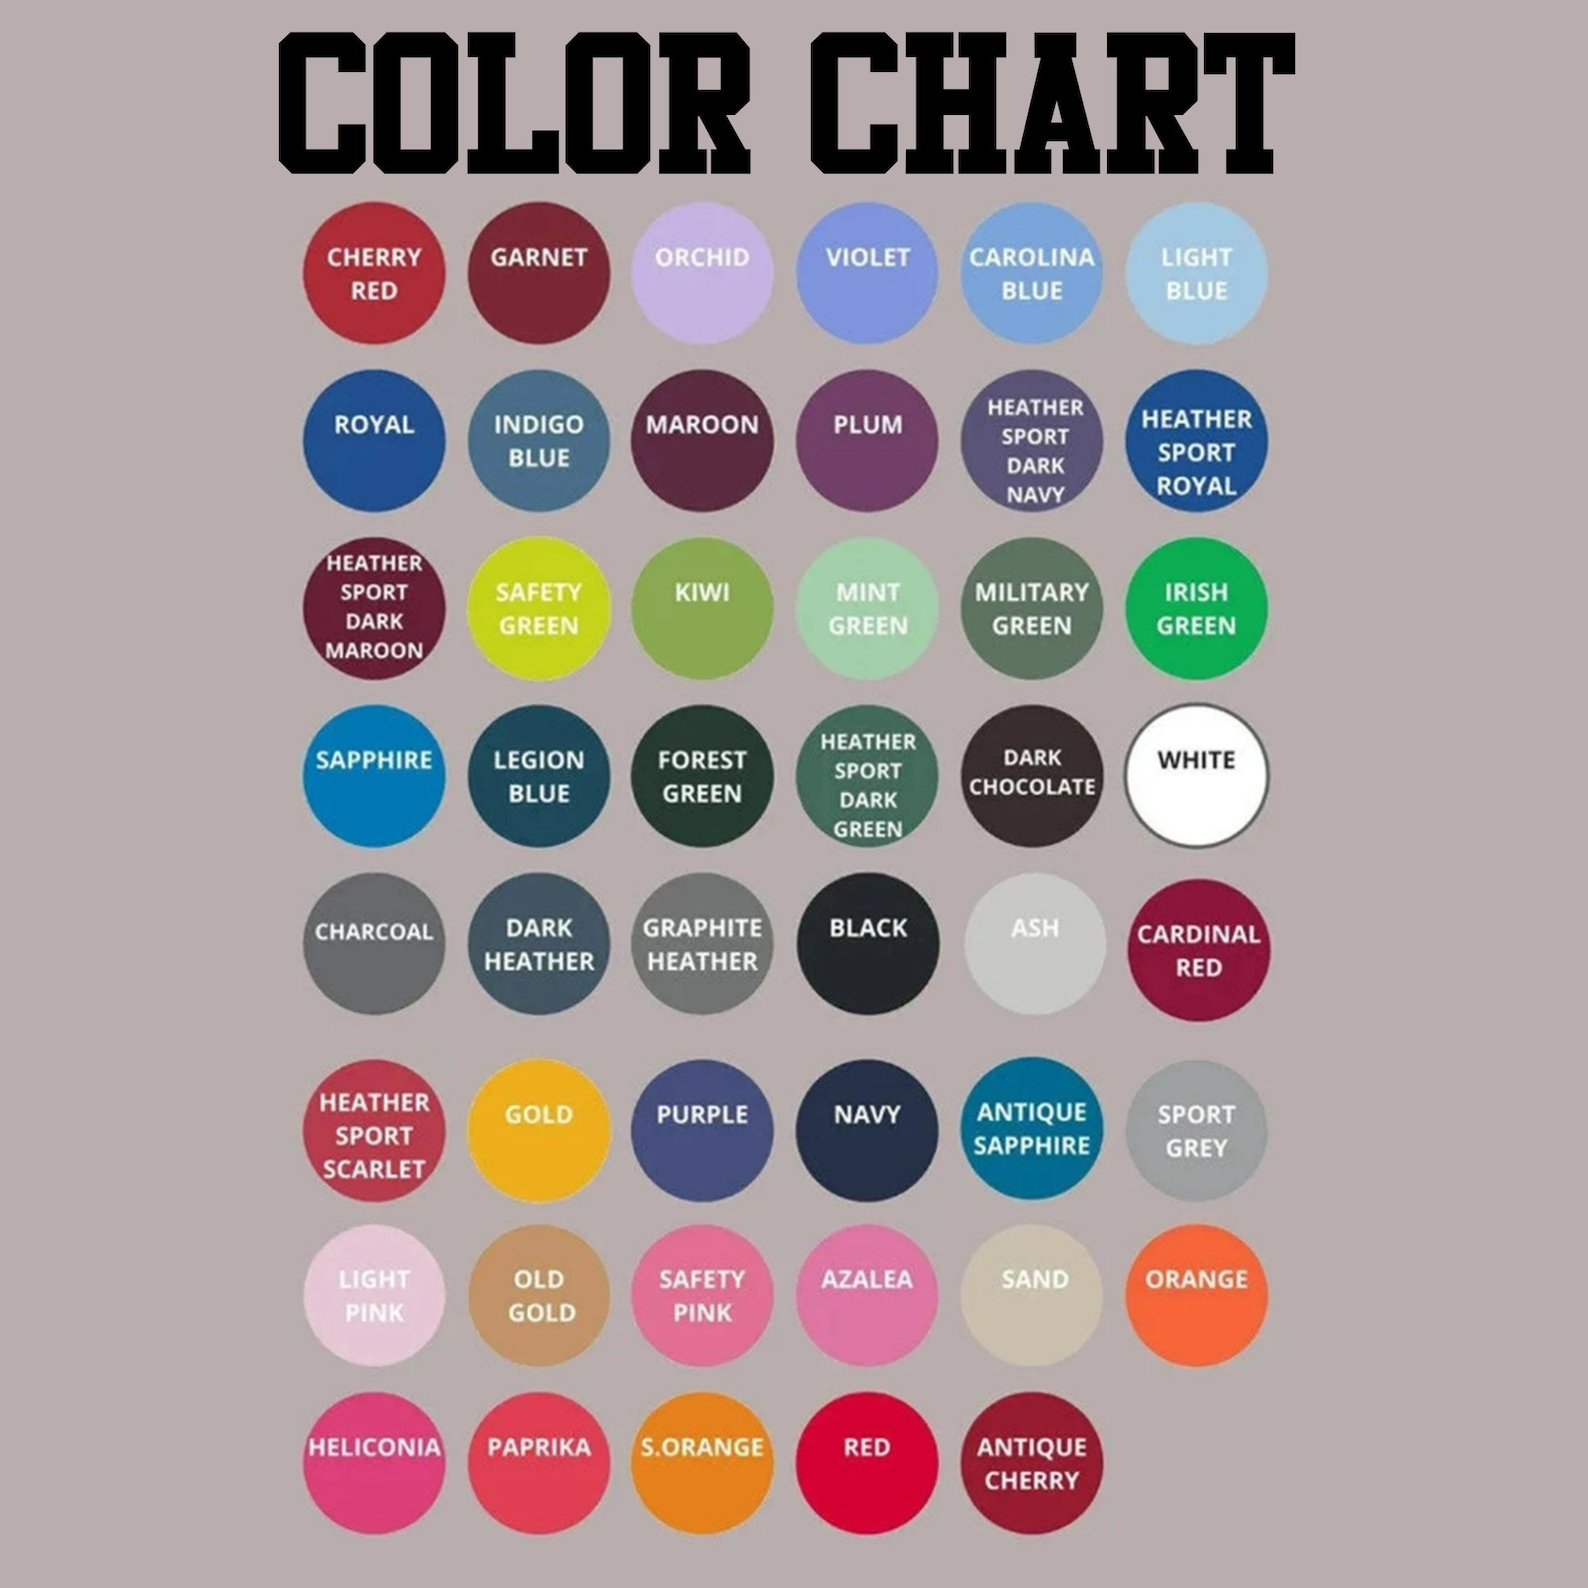 COLOR CHART
CHERRY
RED
GARNET
ORCHID
VIOLET
CAROLINA
BLUE
LIGHT
BLUE
ROYAL
INDIGO
BLUE
MAROON
PLUM
HEATHER
SPORT
DARK
NAVY
HEATHER
SPORT
ROYAL
HEATHER
SPORT
DARK
MAROON
SAFETY
GREEN
KIWI
MINT
GREEN
MILITARY
GREEN
IRISH
GREEN
SAPPHIRE
LEGION
BLUE
FOREST
GREEN
HEATHER
SPORT
DARK
GREEN
DARK
CHOCOLATE
WHITE
CHARCOAL
DARK
HEATHER
GRAPHITE
HEATHER
BLACK
ASH
CARDINAL
RED
HEATHER
SPORT
SCARLET
GOLD
PURPLE
NAVY
ANTIQUE
SAPPHIRE
SPORT
GREY
LIGHT
PINK
OLD
GOLD
SAFETY
PINK
AZALEA
SAND
ORANGE
HELICONIA
PAPRIKA
S.ORANGE
RED
ANTIQUE
CHERRY